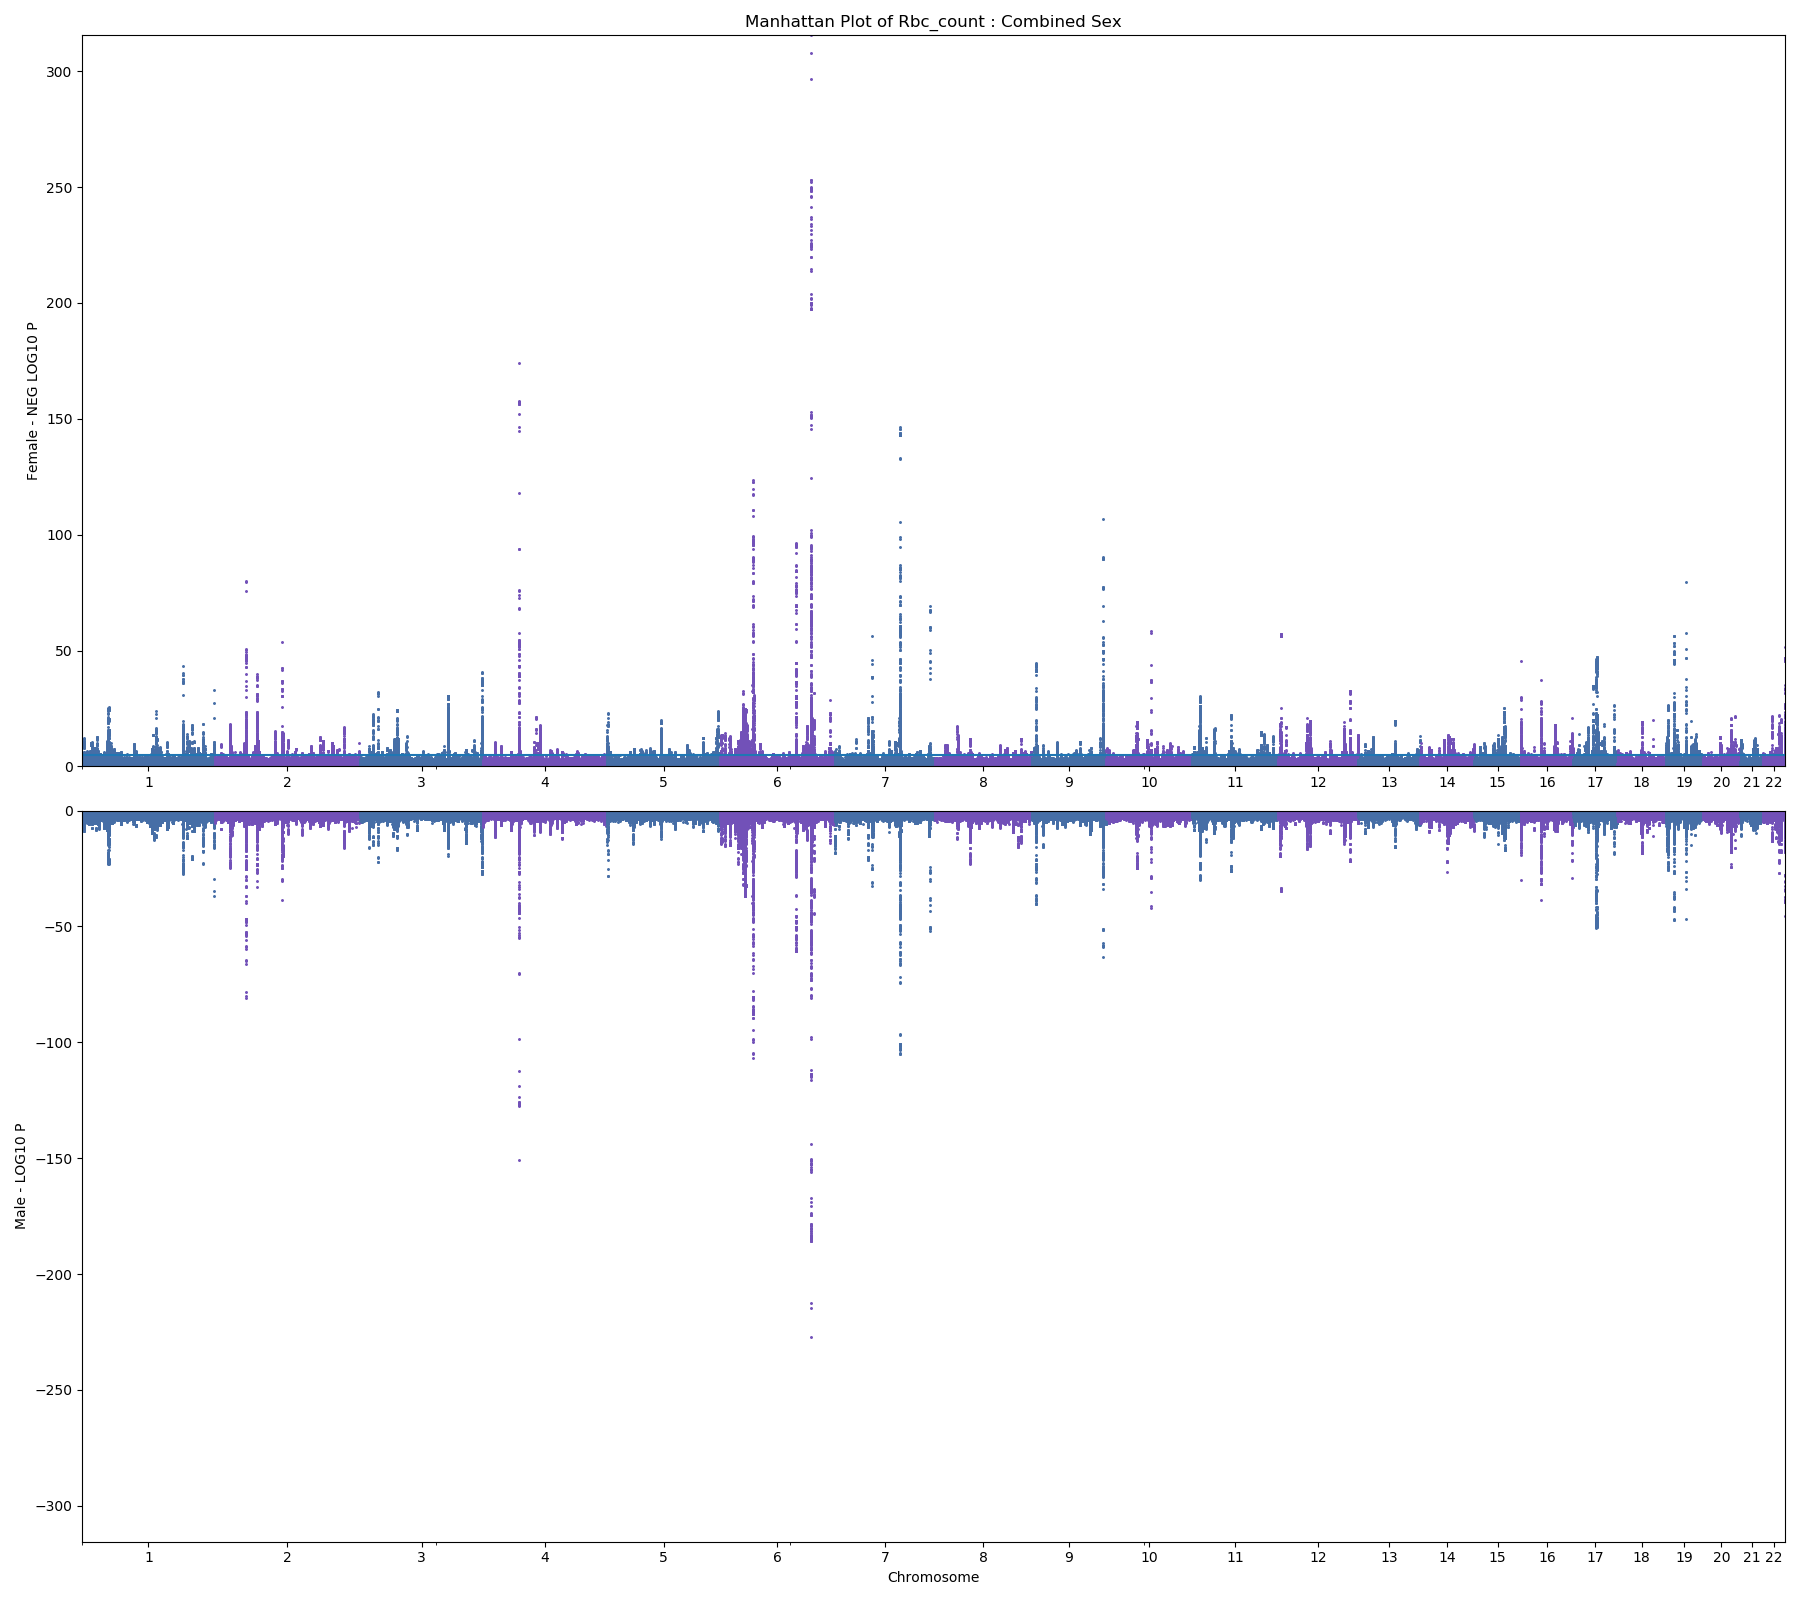 Manhattan Plot of Rbc_count : Combined Sex
300
250
200
150
100
50
0
Female - NEG LOG10 P
1 2 3 4 5 6 7 8 9 10 11 12 13 14 15 16 17 18 19 20 21 22
0
−50
−100
−150
−200
−250
−300
Male - LOG10 P
1 2 3 4 5 6 7 8 9 10 11 12 13 14 15 16 17 18 19 20 21 22
Chromosome